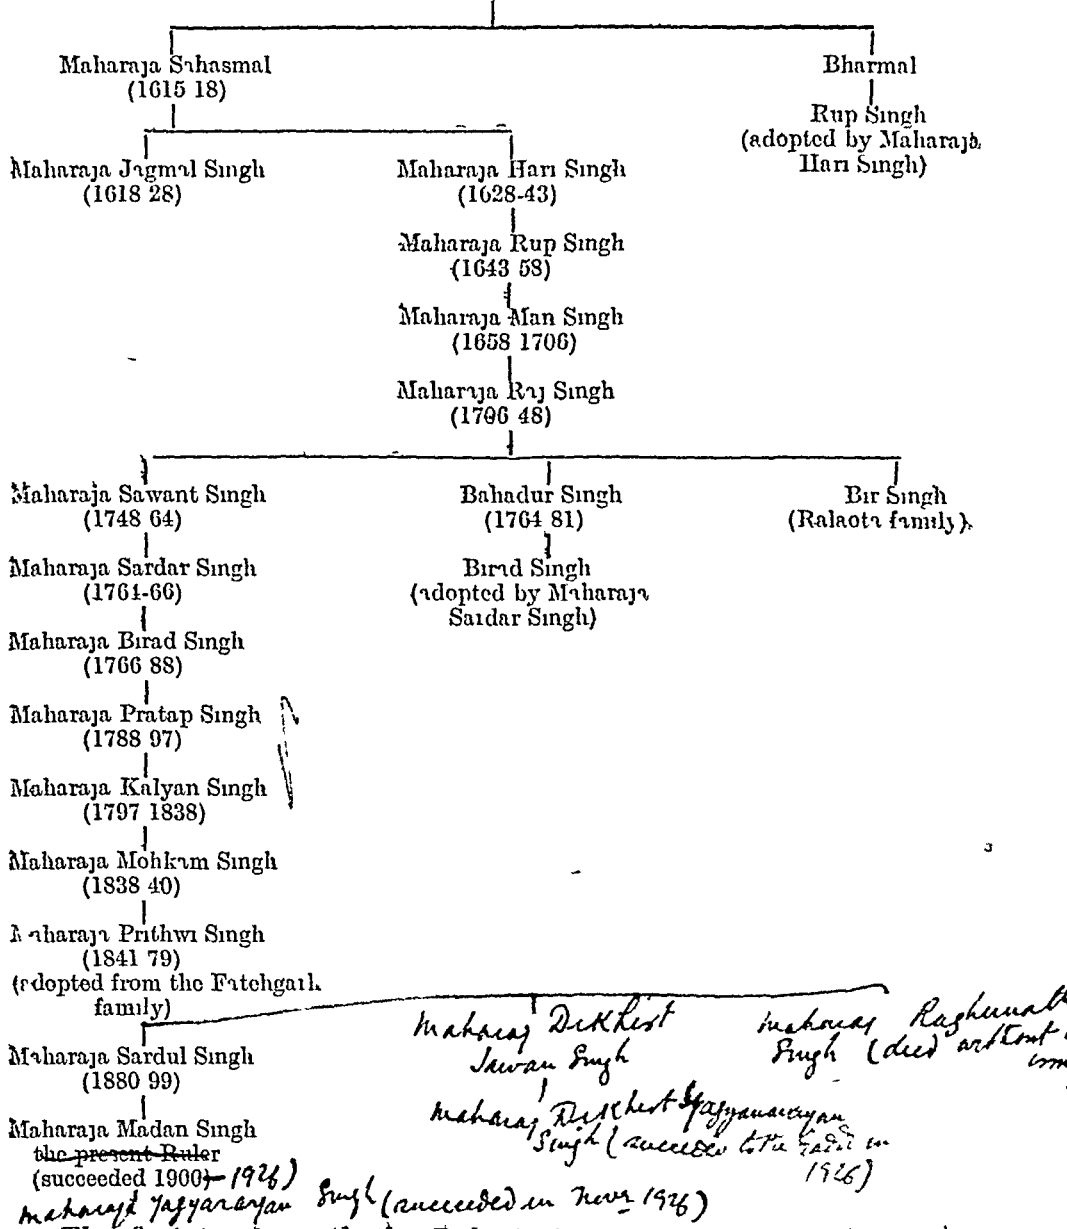 Maharaja Sahasmal
(1615 18)
Bharmal
Rup Singh
(adopted by Maharaja
Hari Singh)
Maharaja Jagmal Singh
(1618 28)
Maharaja Hari Singh
(1628-43)
Maharaja Rup Singh
(1643 58)
Maharaja Man Singh
(1658 1706)
Maharaja Raj Singh
(1706 48)
Maharaja Sawant Singh
(1748 64)
Bahadur Singh
(1764 81)
Bir Singh
(Ralaota family).
Maharaja Sardar Singh
(1764-66)
Birad Singh
(adopted by Maharaja
Sardar Singh)
Maharaja Birad Singh
(1766 88)
Maharaja Pratap Singh
(1788 97)
Maharaja Kalyan Singh
(1797 1838)
Maharaja Mohkam Singh
(1838 40)
Maharaja Prithwi Singh
(1841 79)
(adopted from the Fatehgarh
family)
Maharaj Dikhist
Jawan Singh
Maharaj Raghunath
Singh (died without
Maharaja Sardul Singh
(1880 99)
Maharaj Dikhist Yagyanarayan
Singh (succeeded to the Gadi in
1926)
Maharaja Madan Singh
the present Ruler
(succeeded 1900) - 1926)
Maharaja Yagyanarayan Singh (succeeded in Novr 1926)